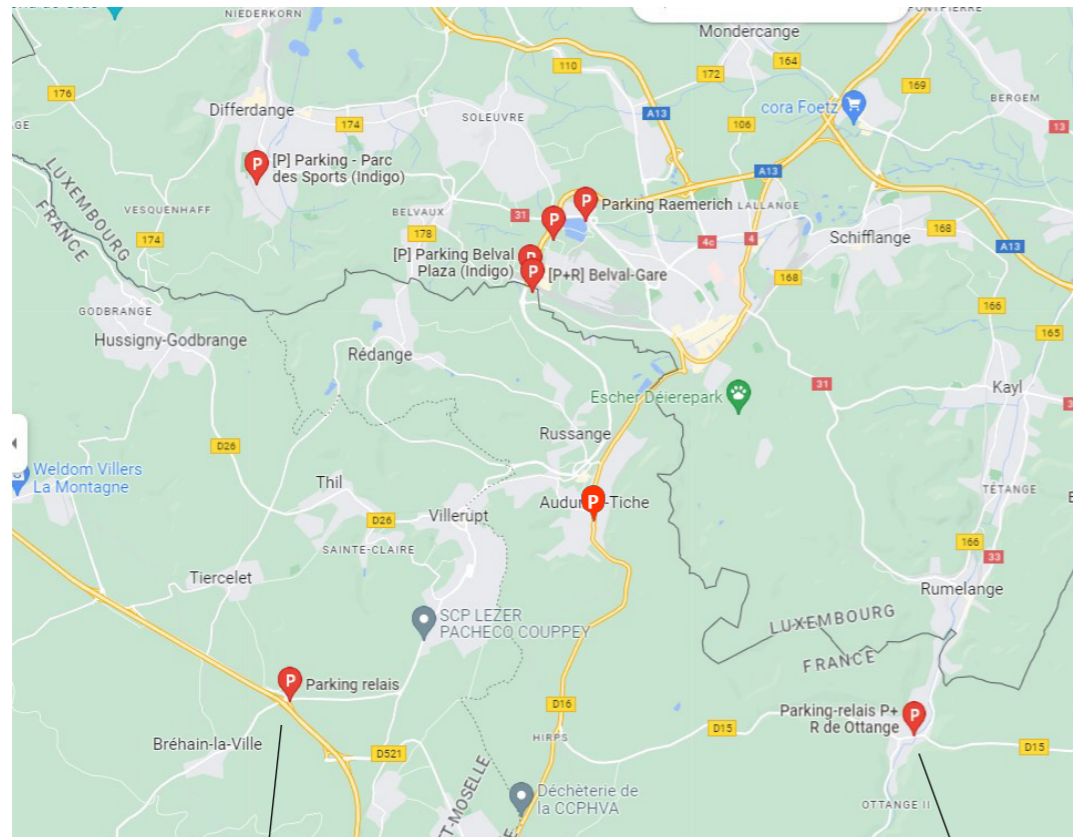 NIEDERKORN
Mondercange
176
110
172
164
169
BERGEM
Differdange
174
SOLEUVRE
A13
106
cora Foetz
13
[P] Parking - Parc
des Sports (Indigo)
A13
LUXEMBOURG
FRANCE
VESQUENHAFF
BELVAUX
31
Parking Raemerich
LALLANGE
174
178
4c
4
Schifflange
168
A13
[P] Parking Belval
Plaza (Indigo)
[P+R] Belval-Gare
168
GODBRANGE
166
Hussigny-Godbrange
Rédange
165
31
Kayl
Escher Déierepark
Russange
D26
Weldom Villers
La Montagne
Thil
Villerupt
TÉTANGE
D26
SAINTE-CLAIRE
166
33
Tiercelet
Rumelange
SCP LEZER
PACHECO COUPPEY
LUXEMBOURG
FRANCE
Parking relais
D16
Parking-relais P+
R de Ottange
D15
HIRPS
D15
Bréhain-la-Ville
D521
Déchèterie de
la CCPHVA
OTTANGE II